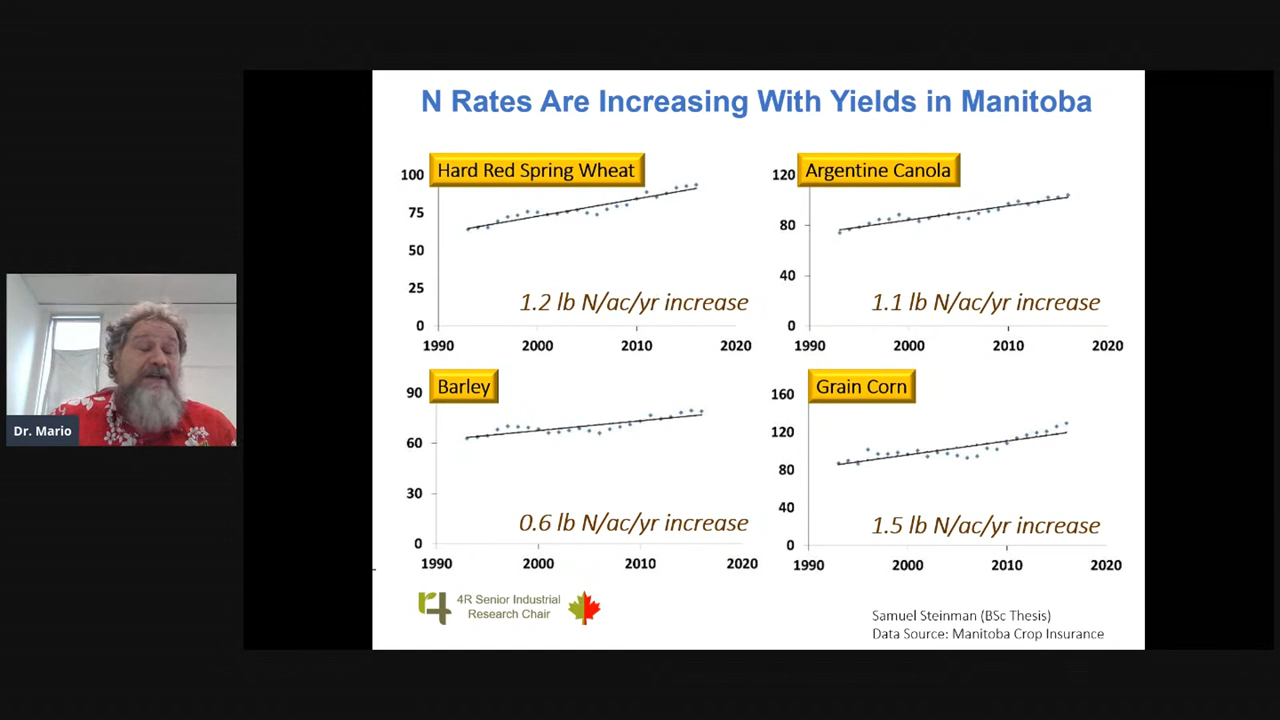 N Rates Are Increasing With Yields in Manitoba
Hard Red Spring Wheat
100
75
50
25
0
1990 2000 2010 2020
1.2 lb N/ac/yr increase
Argentine Canola
120
80
40
0
1990 2000 2010 2020
1.1 lb N/ac/yr increase
Barley
90
60
30
0
1990 2000 2010 2020
0.6 lb N/ac/yr increase
Grain Corn
160
120
80
40
0
1990 2000 2010 2020
1.5 lb N/ac/yr increase
Dr. Mario
r4
4R Senior Industrial
Research Chair
Samuel Steinman (BSc Thesis)
Data Source: Manitoba Crop Insurance